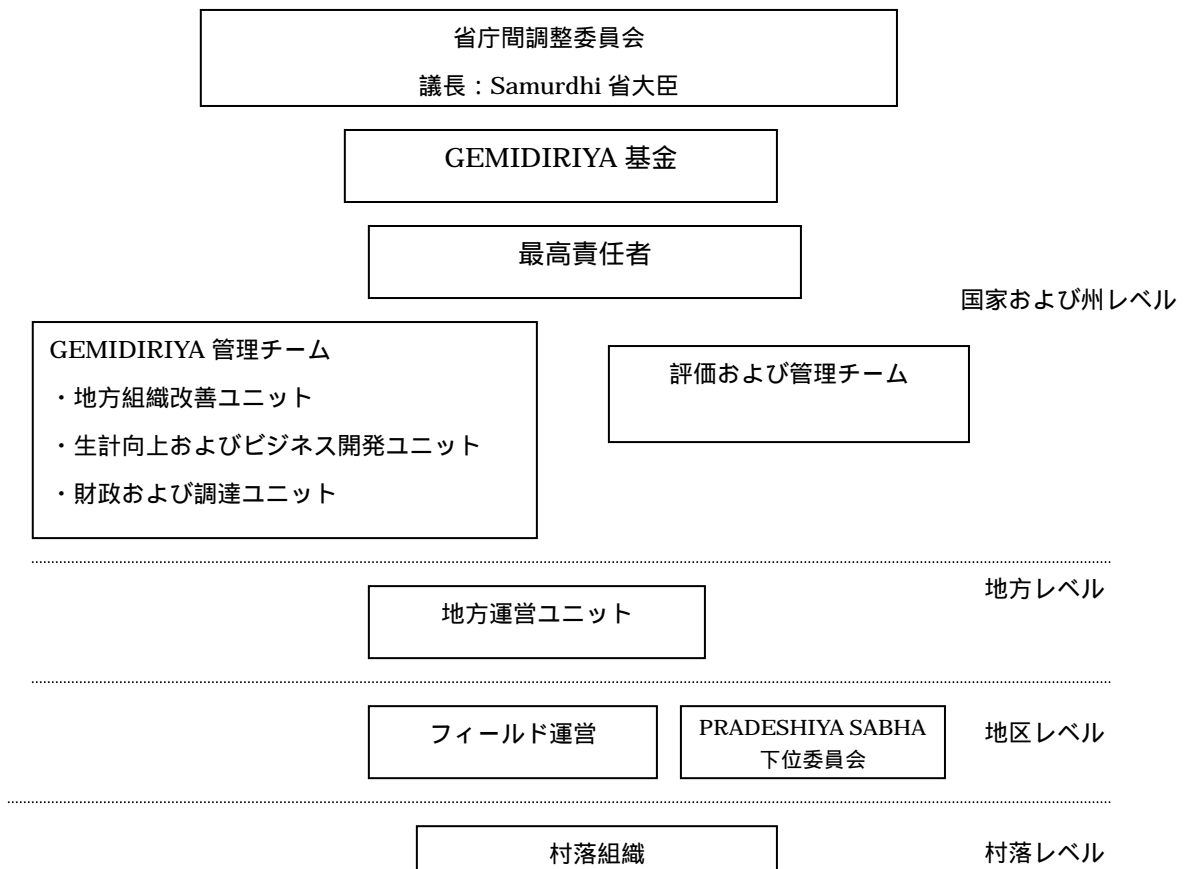 省庁間調整委員会
議長：Samurdhi 省大臣
GEMIDIRIYA 基金
最高責任者
国家および州レベル
GEMIDIRIYA 管理チーム
・地方組織改善ユニット
・生計向上およびビジネス開発ユニット
・財政および調達ユニット
評価および管理チーム
地方レベル
地方運営ユニット
フィールド運営
PRADESHIYA SABHA
下位委員会
地区レベル
村落組織
村落レベル